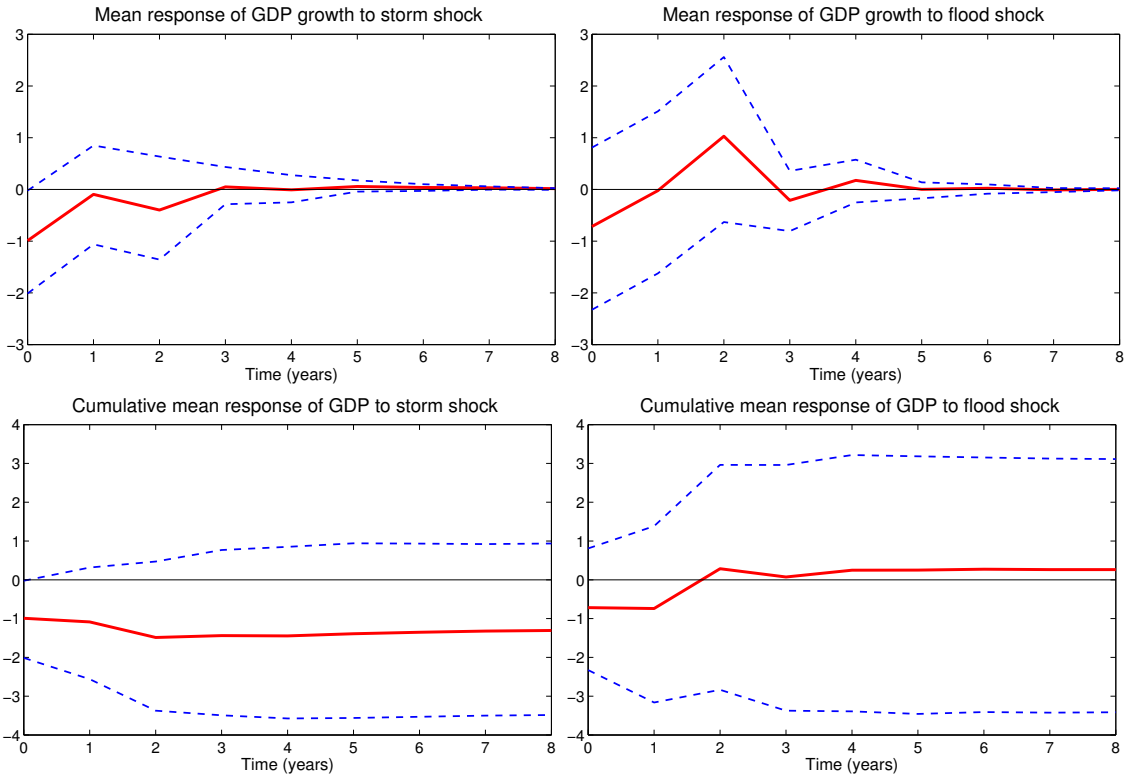 Mean response of GDP growth to storm shock
3
2
1
0
−1
−2
−3
0 1 2 3 4 5 6 7 8
Time (years)
Mean response of GDP growth to flood shock
3
2
1
0
−1
−2
−3
0 1 2 3 4 5 6 7 8
Time (years)
Cumulative mean response of GDP to storm shock
4
3
2
1
0
−1
−2
−3
−4
0 1 2 3 4 5 6 7 8
Time (years)
Cumulative mean response of GDP to flood shock
4
3
2
1
0
−1
−2
−3
−4
0 1 2 3 4 5 6 7 8
Time (years)